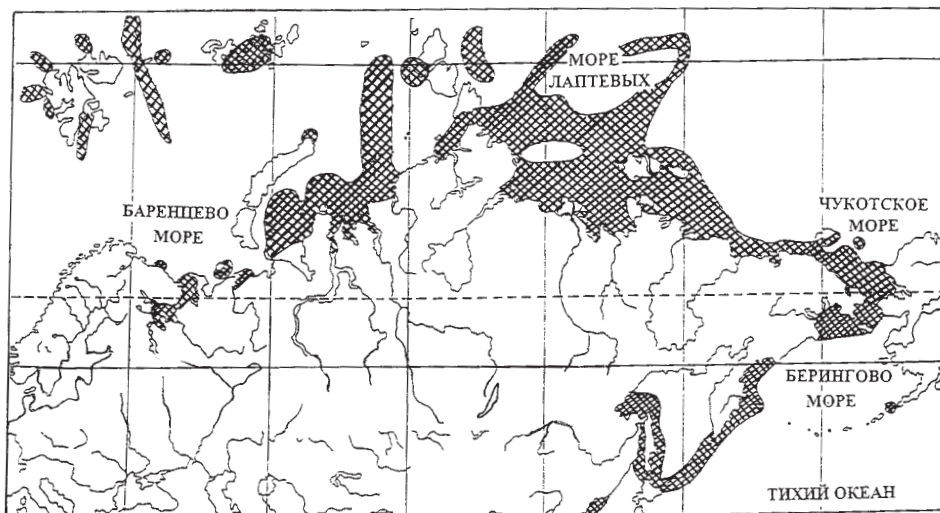 МОРЕ
ЛАПТЕВЫХ
БАРЕНЦЕВО
МОРЕ
ЧУКОТСКОЕ
МОРЕ
БЕРИНГОВО
МОРЕ
ТИХИЙ ОКЕАН